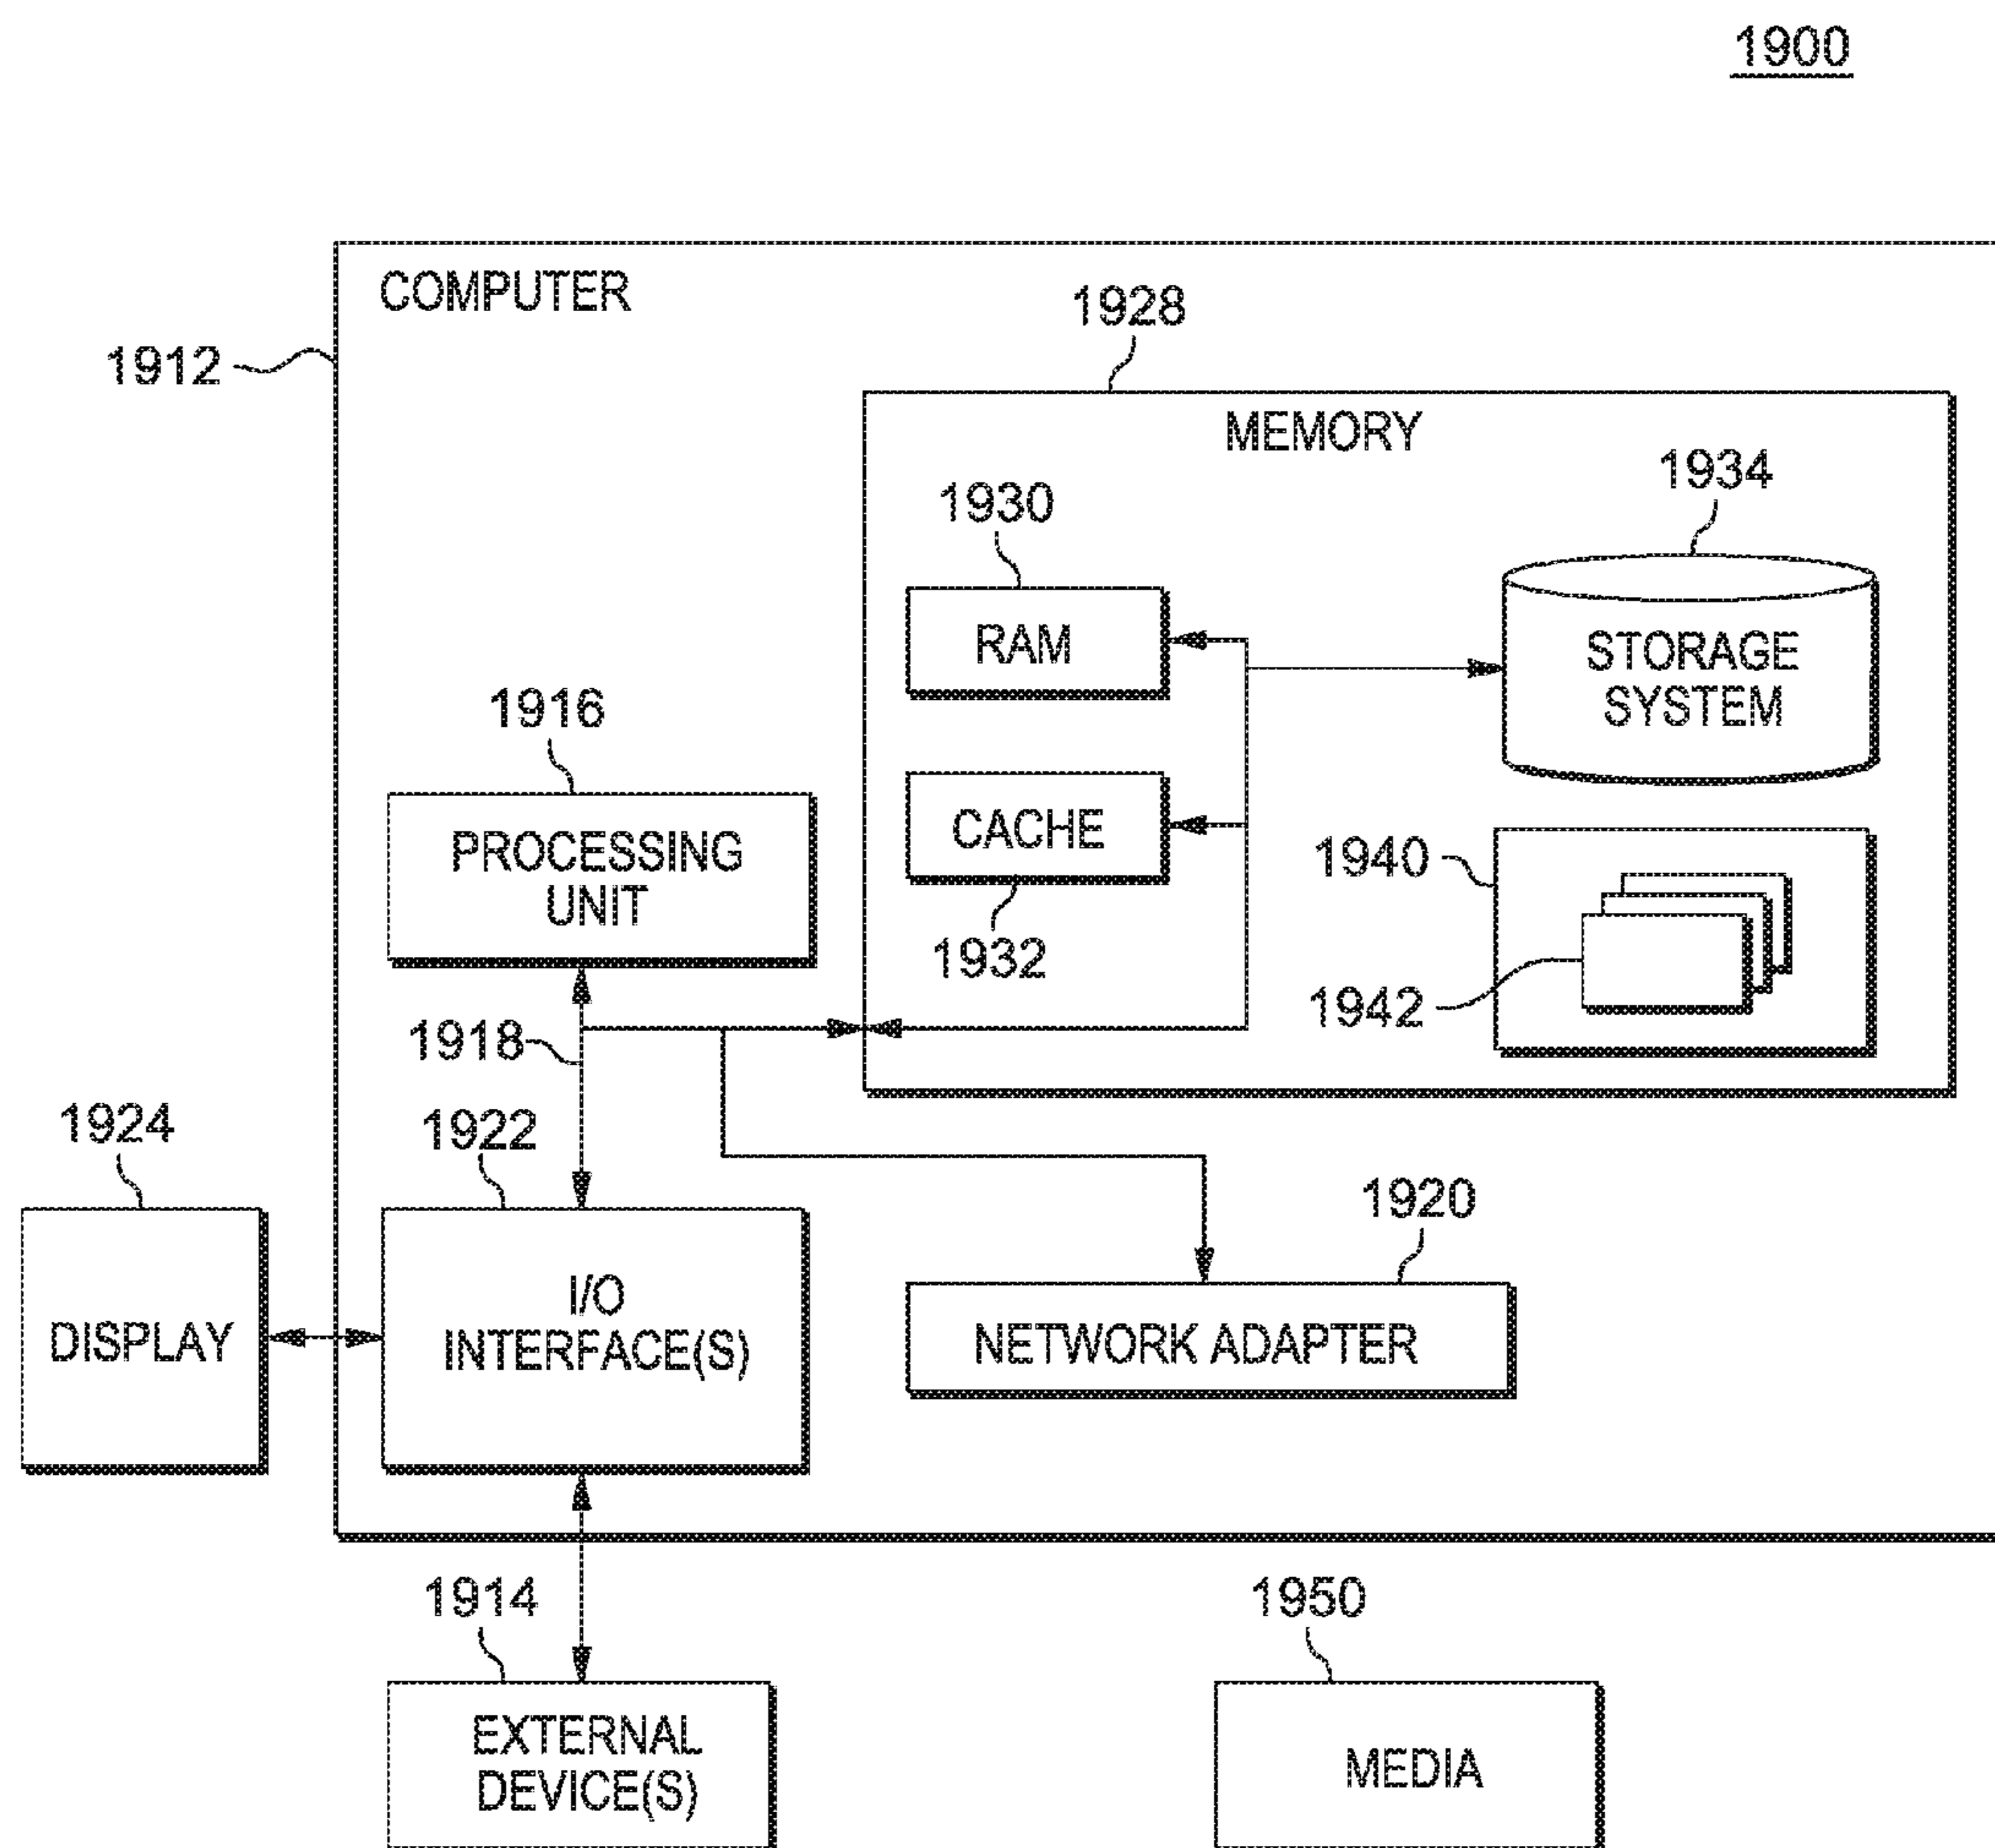 1900
COMPUTER
1928
1912
MEMORY
1934
1930
RAM
STORAGE
SYSTEM
1916
CACHE
1940
PROCESSING
UNIT
1932
1942
1918
1924
1922
1920
I/O
INTERFACE(S)
DISPLAY
NETWORK ADAPTER
1914
1950
EXTERNAL
DEVICE(S)
MEDIA